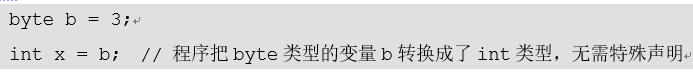 byte b = 3;
int x = b;  // 程序把byte类型的变量b转换成了int类型，无需特殊声明